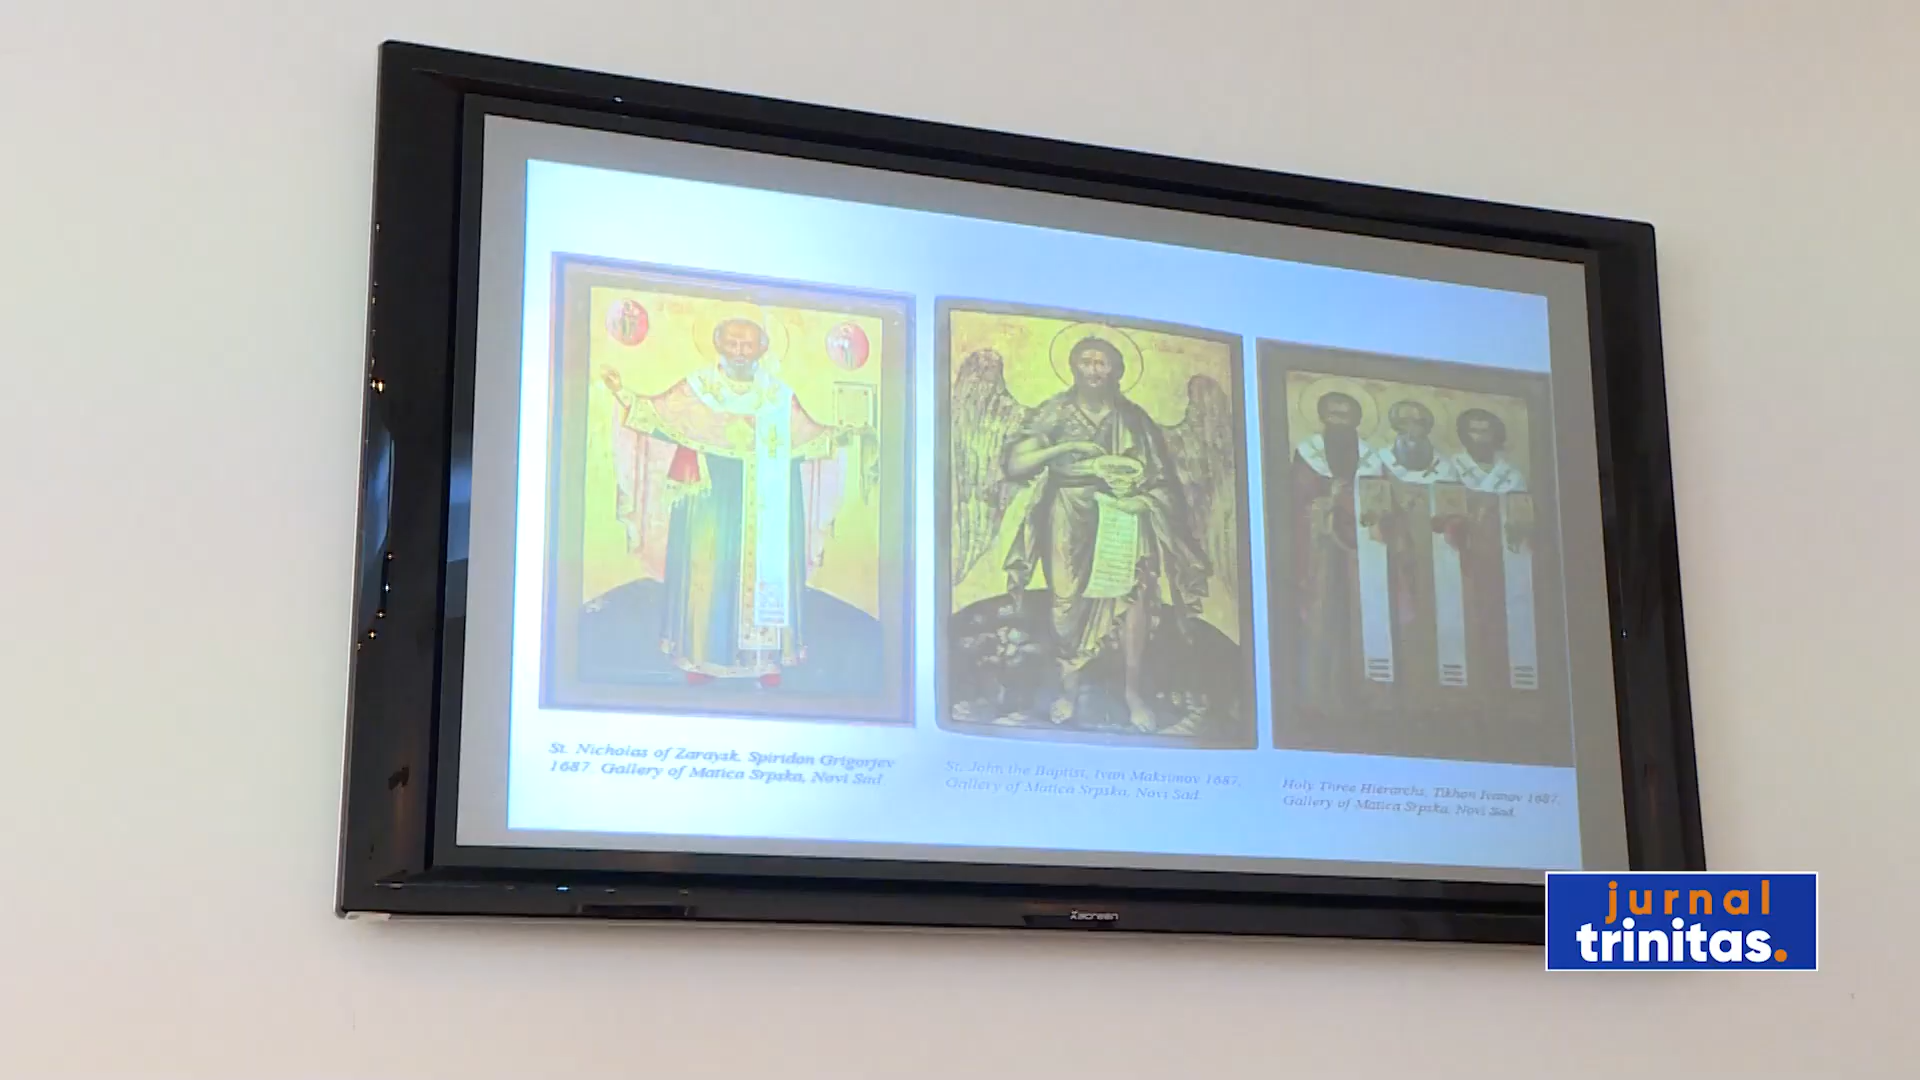 St. Nicholas of Zaraysk, Spiridon Grigorjev
1687. Gallery of Matica Srpska, Novi Sad.
St. John the Baptist, Ivan Maksimov 1687,
Gallery of Matica Srpska, Novi Sad.
Holy Three Hierarchs, Tikhon Ivanov 1687,
Gallery of Matica Srpska, Novi Sad.
xscreen
jurnal
trinitas.